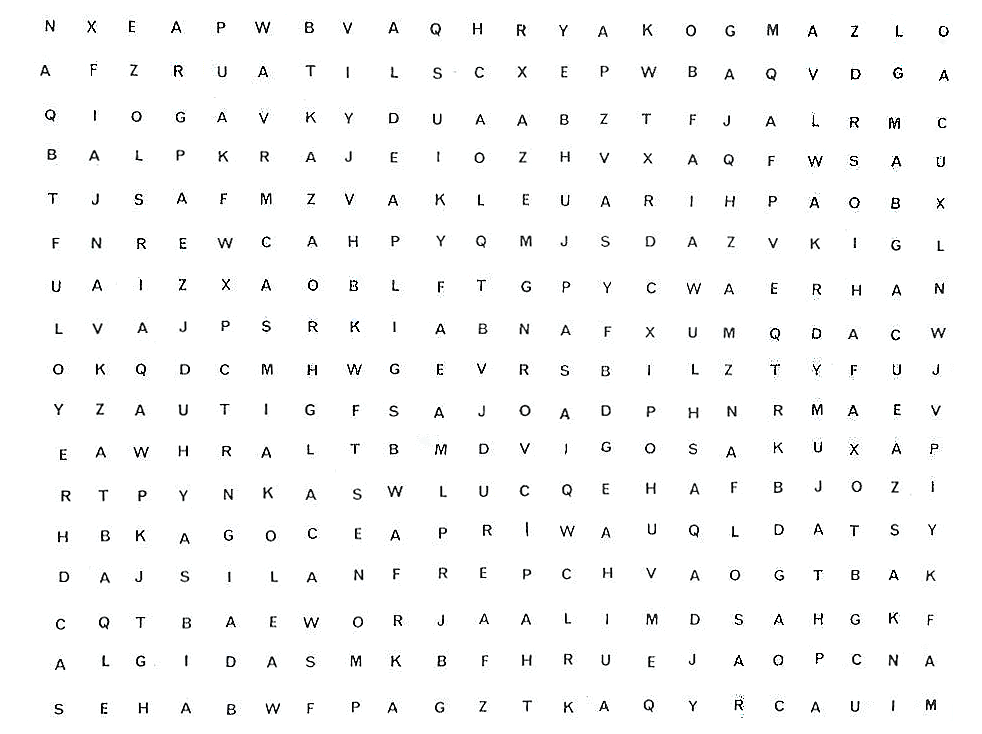 N X E A P W B V A Q H R Y A K O G M A Z L O
A F Z R U A T I L S C X E P W B A Q V D G A
Q I O G A V K Y D U A A B Z T F J A L R M C
B A L P K R A J E I O Z H V X A Q F W S A U
T J S A F M Z V A K L E U A R I H P A O B X
F N R E W C A H P Y Q M J S D A Z V K I G L
U A I Z X A O B L F T G P Y C W A E R H A N
L V A J P S R K I A B N A F X U M Q D A C W
O K Q D C M H W G E V R S B I L Z T Y F U J
Y Z A U T I G F S A J O A D P H N R M A E V
E A W H R A L T B M D V I G O S A K U X A P
R T P Y N K A S W L U C Q E H A F B J O Z I
H B K A G O C E A P R I W A U Q L D A T S Y
D A J S I L A N F R E P C H V A O G T B A K
C Q T B A E W O R J A A L I M D S A H G K F
A L G I D A S M K B F H R U E J A O P C N A
S E H A B W F P A G Z T K A Q Y R C A U I M